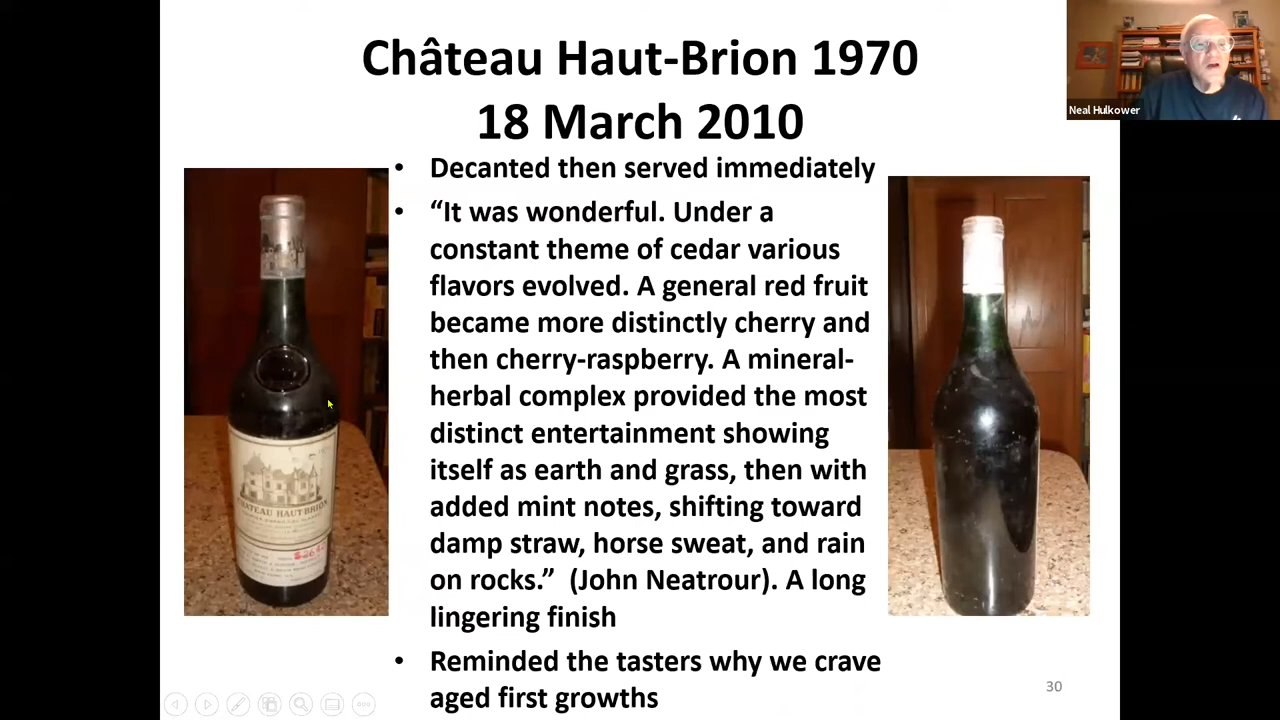 Château Haut-Brion 1970
18 March 2010
Neal Hulkower
• Decanted then served immediately
• “It was wonderful. Under a
constant theme of cedar various
flavors evolved. A general red fruit
became more distinctly cherry and
then cherry-raspberry. A mineral-
herbal complex provided the most
distinct entertainment showing
itself as earth and grass, then with
added mint notes, shifting toward
damp straw, horse sweat, and rain
on rocks.” (John Neatrour). A long
lingering finish
• Reminded the tasters why we crave
aged first growths
CHATEAU HAUT-BRION
30